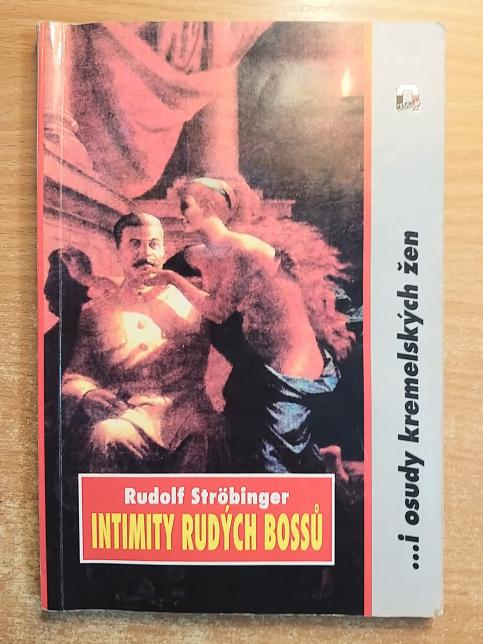 Rudolf Ströbinger
INTIMITY RUDÝCH BOSSŮ
...i osudy kremelských žen